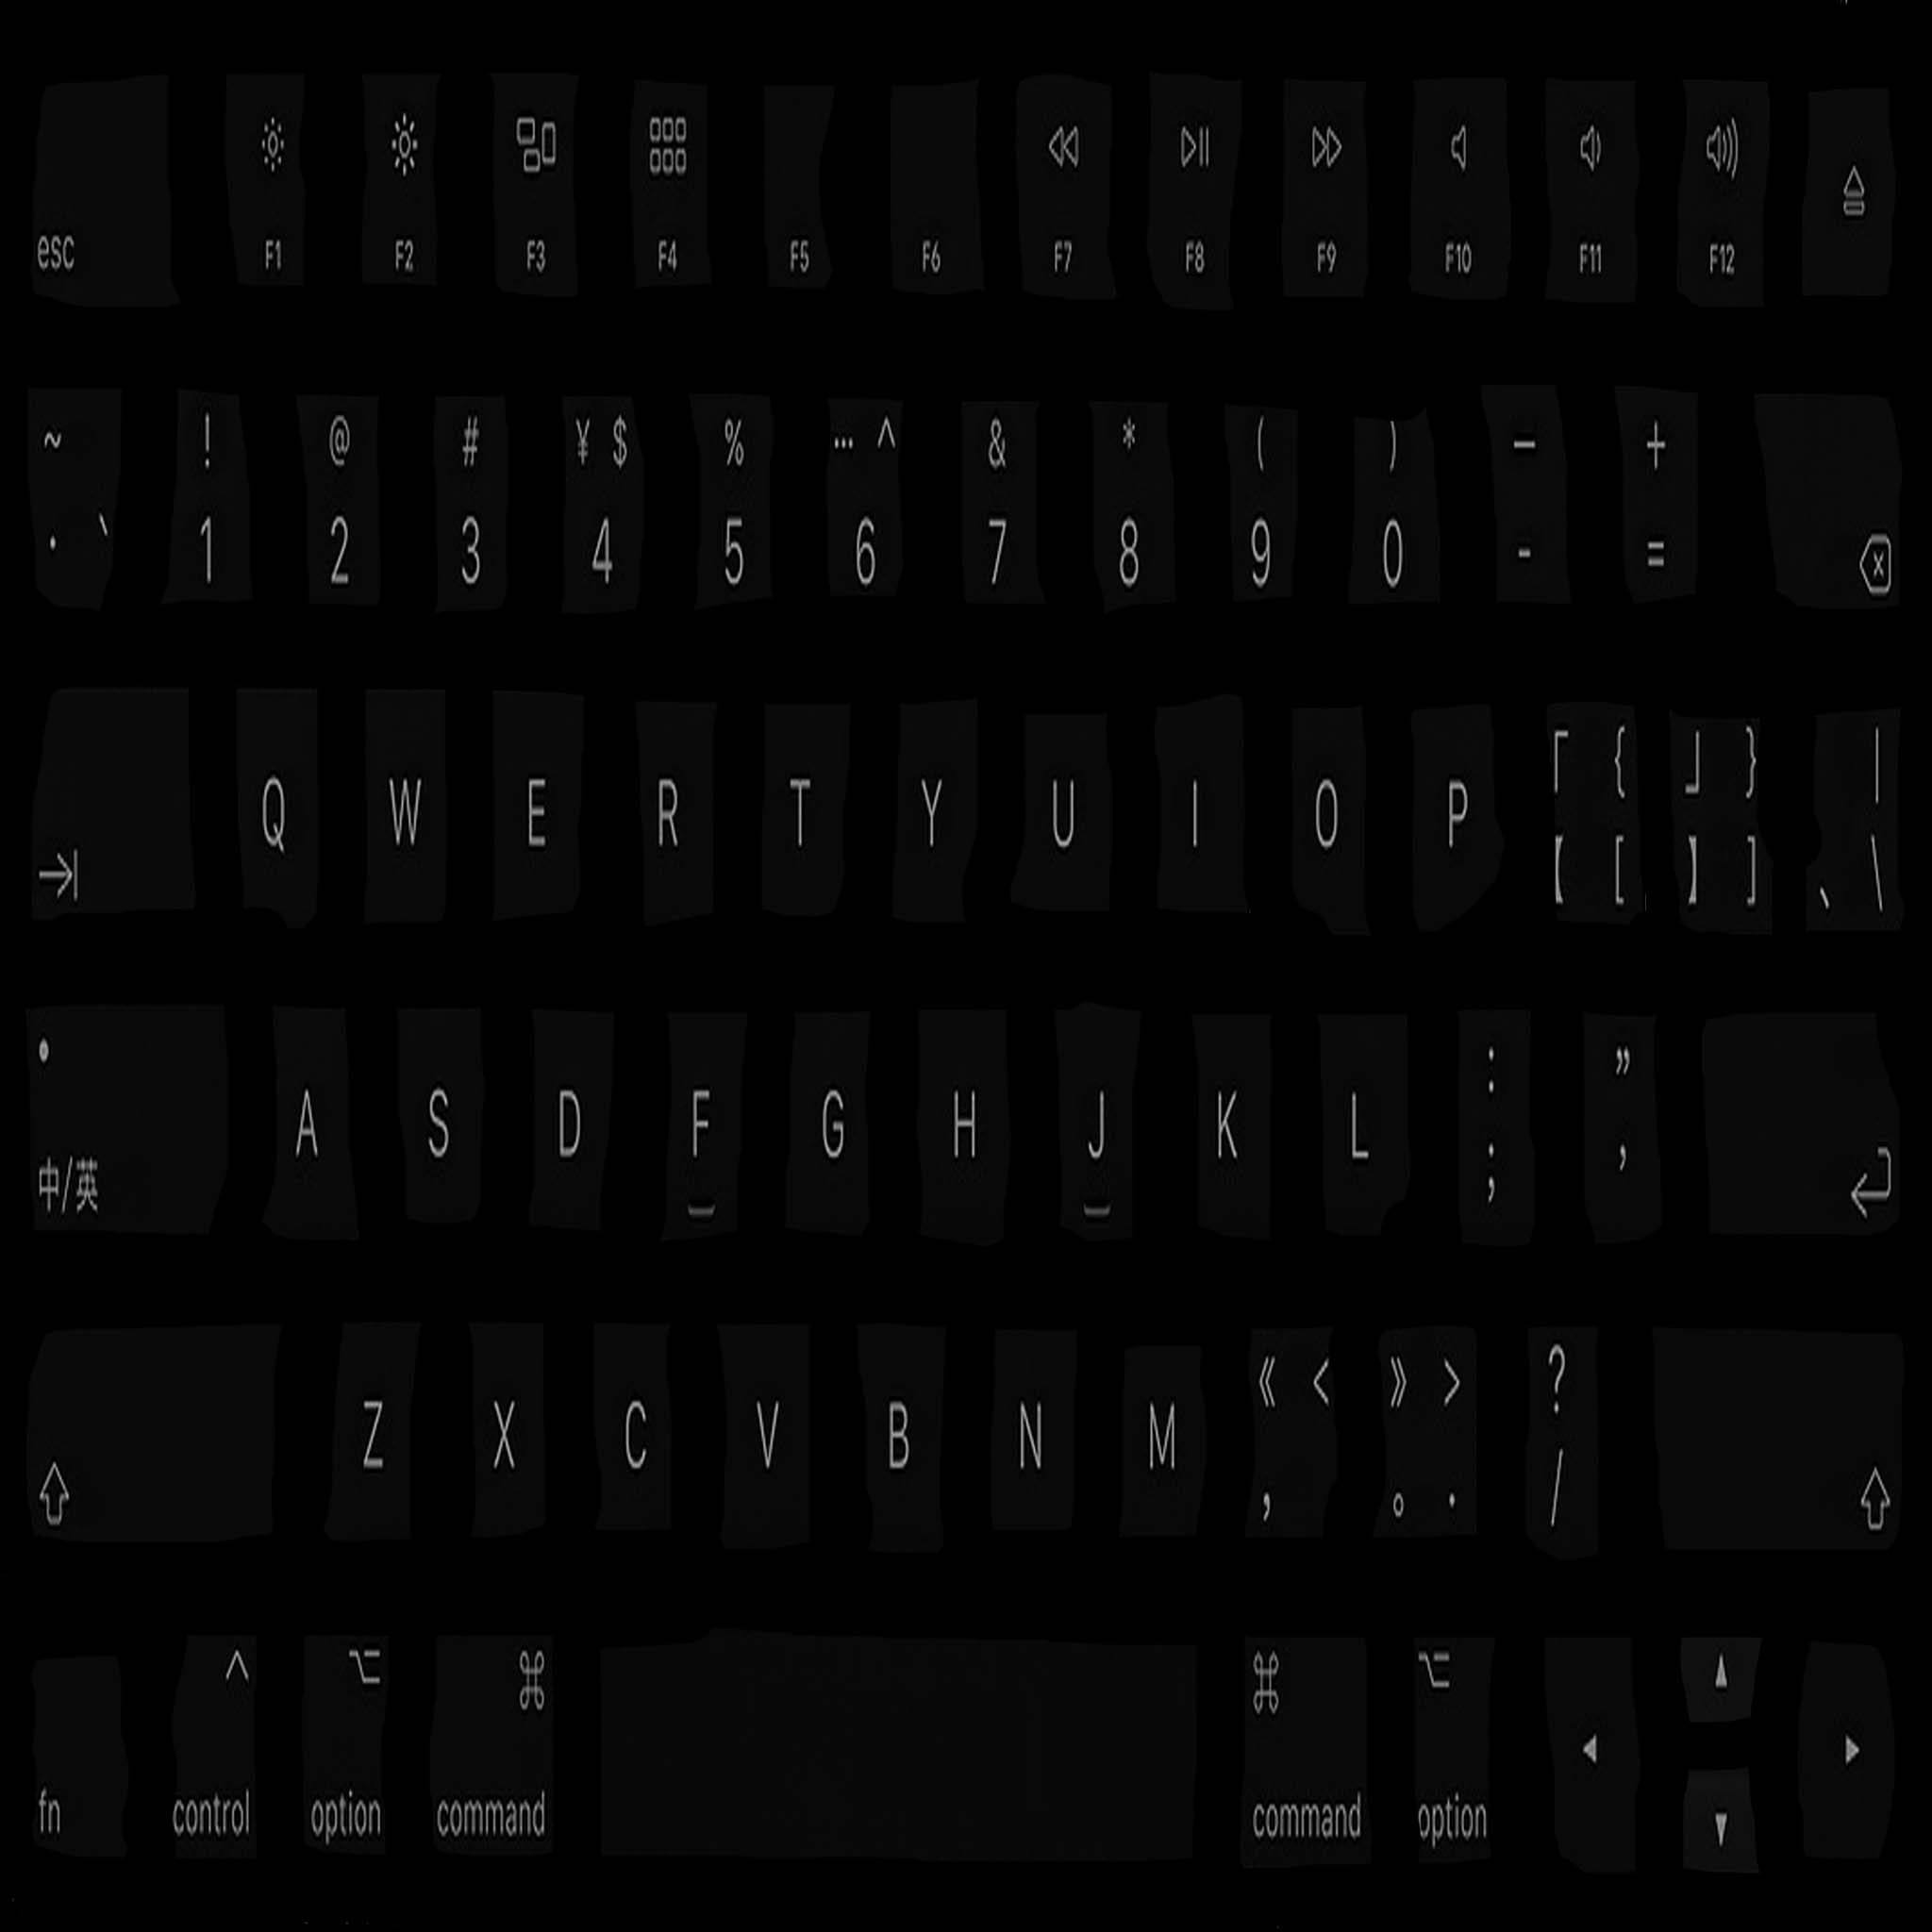 esc F1 F2 F3 F4 F5 F6 F7 F8 F9 F10 F11 F12
~ ! @ # ¥ $ % … ^ & * ( ) — +
· ` 1 2 3 4 5 6 7 8 9 0 - =
「 { 」 } |
Q W E R T Y U I O P
【 [ 】 ] 、 \
: ”
A S D F G H J K L
中/英 ; ’
《 < 》 > ?
Z X C V B N M
, 。 . /
^ ⌥ ⌘ ⌘ ⌥
fn control option command command option